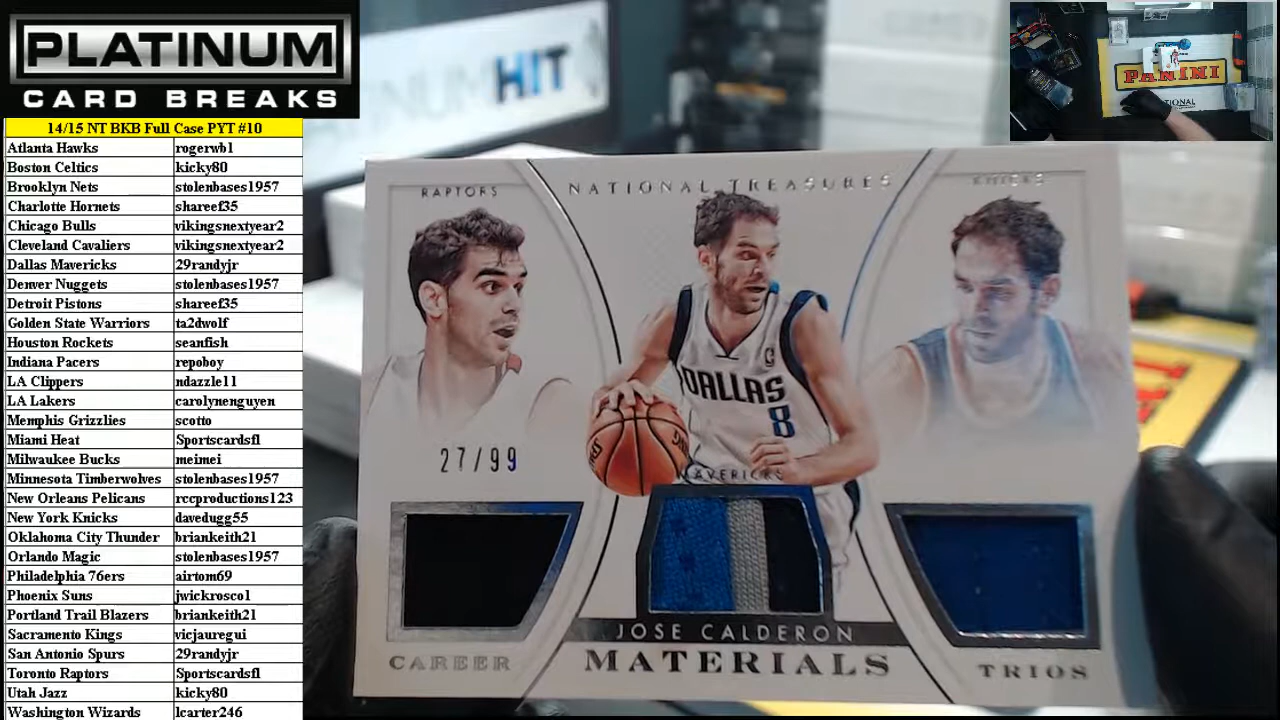 PLATINUM
CARD BREAKS
14/15 NT BKB Full Case PYT #10
Atlanta Hawks rogerwb1
Boston Celtics kicky80
Brooklyn Nets stolenbases1957
Charlotte Hornets shareef35
Chicago Bulls vikingsnextyear2
Cleveland Cavaliers vikingsnextyear2
Dallas Mavericks 29randyjr
Denver Nuggets stolenbases1957
Detroit Pistons shareef35
Golden State Warriors ta2dwolf
Houston Rockets seanfish
Indiana Pacers repoboy
LA Clippers ndazzle11
LA Lakers carolynenguyen
Memphis Grizzlies scotto
Miami Heat Sportscardsfl
Milwaukee Bucks meimei
Minnesota Timberwolves stolenbases1957
New Orleans Pelicans rccproductions123
New York Knicks davedugg55
Oklahoma City Thunder briankeith21
Orlando Magic stolenbases1957
Philadelphia 76ers airtom69
Phoenix Suns jwickrosco1
Portland Trail Blazers briankeith21
Sacramento Kings vicjauregui
San Antonio Spurs 29randyjr
Toronto Raptors Sportscardsfl
Utah Jazz kicky80
Washington Wizards lcarter246
HIT
PANINI
RAPTORS
NATIONAL TREASURES
KNICKS
DALLAS
8
27/99
MAVERICKS
JOSE CALDERON
CAREER
MATERIALS
TRIOS